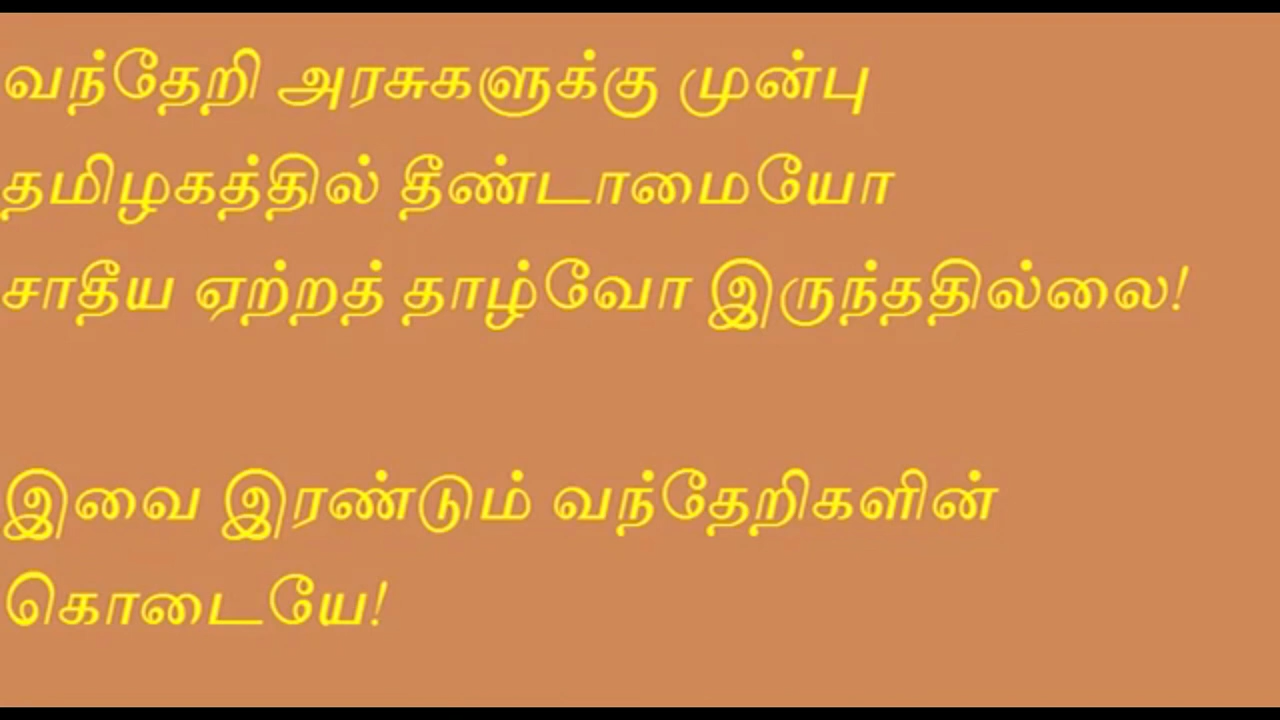 வந்தேறி அரசுகளுக்கு முன்பு
தமிழகத்தில் தீண்டாமையோ
சாதீய ஏற்றத் தாழ்வோ இருந்ததில்லை!
இவை இரண்டும் வந்தேறிகளின்
கொடையே!